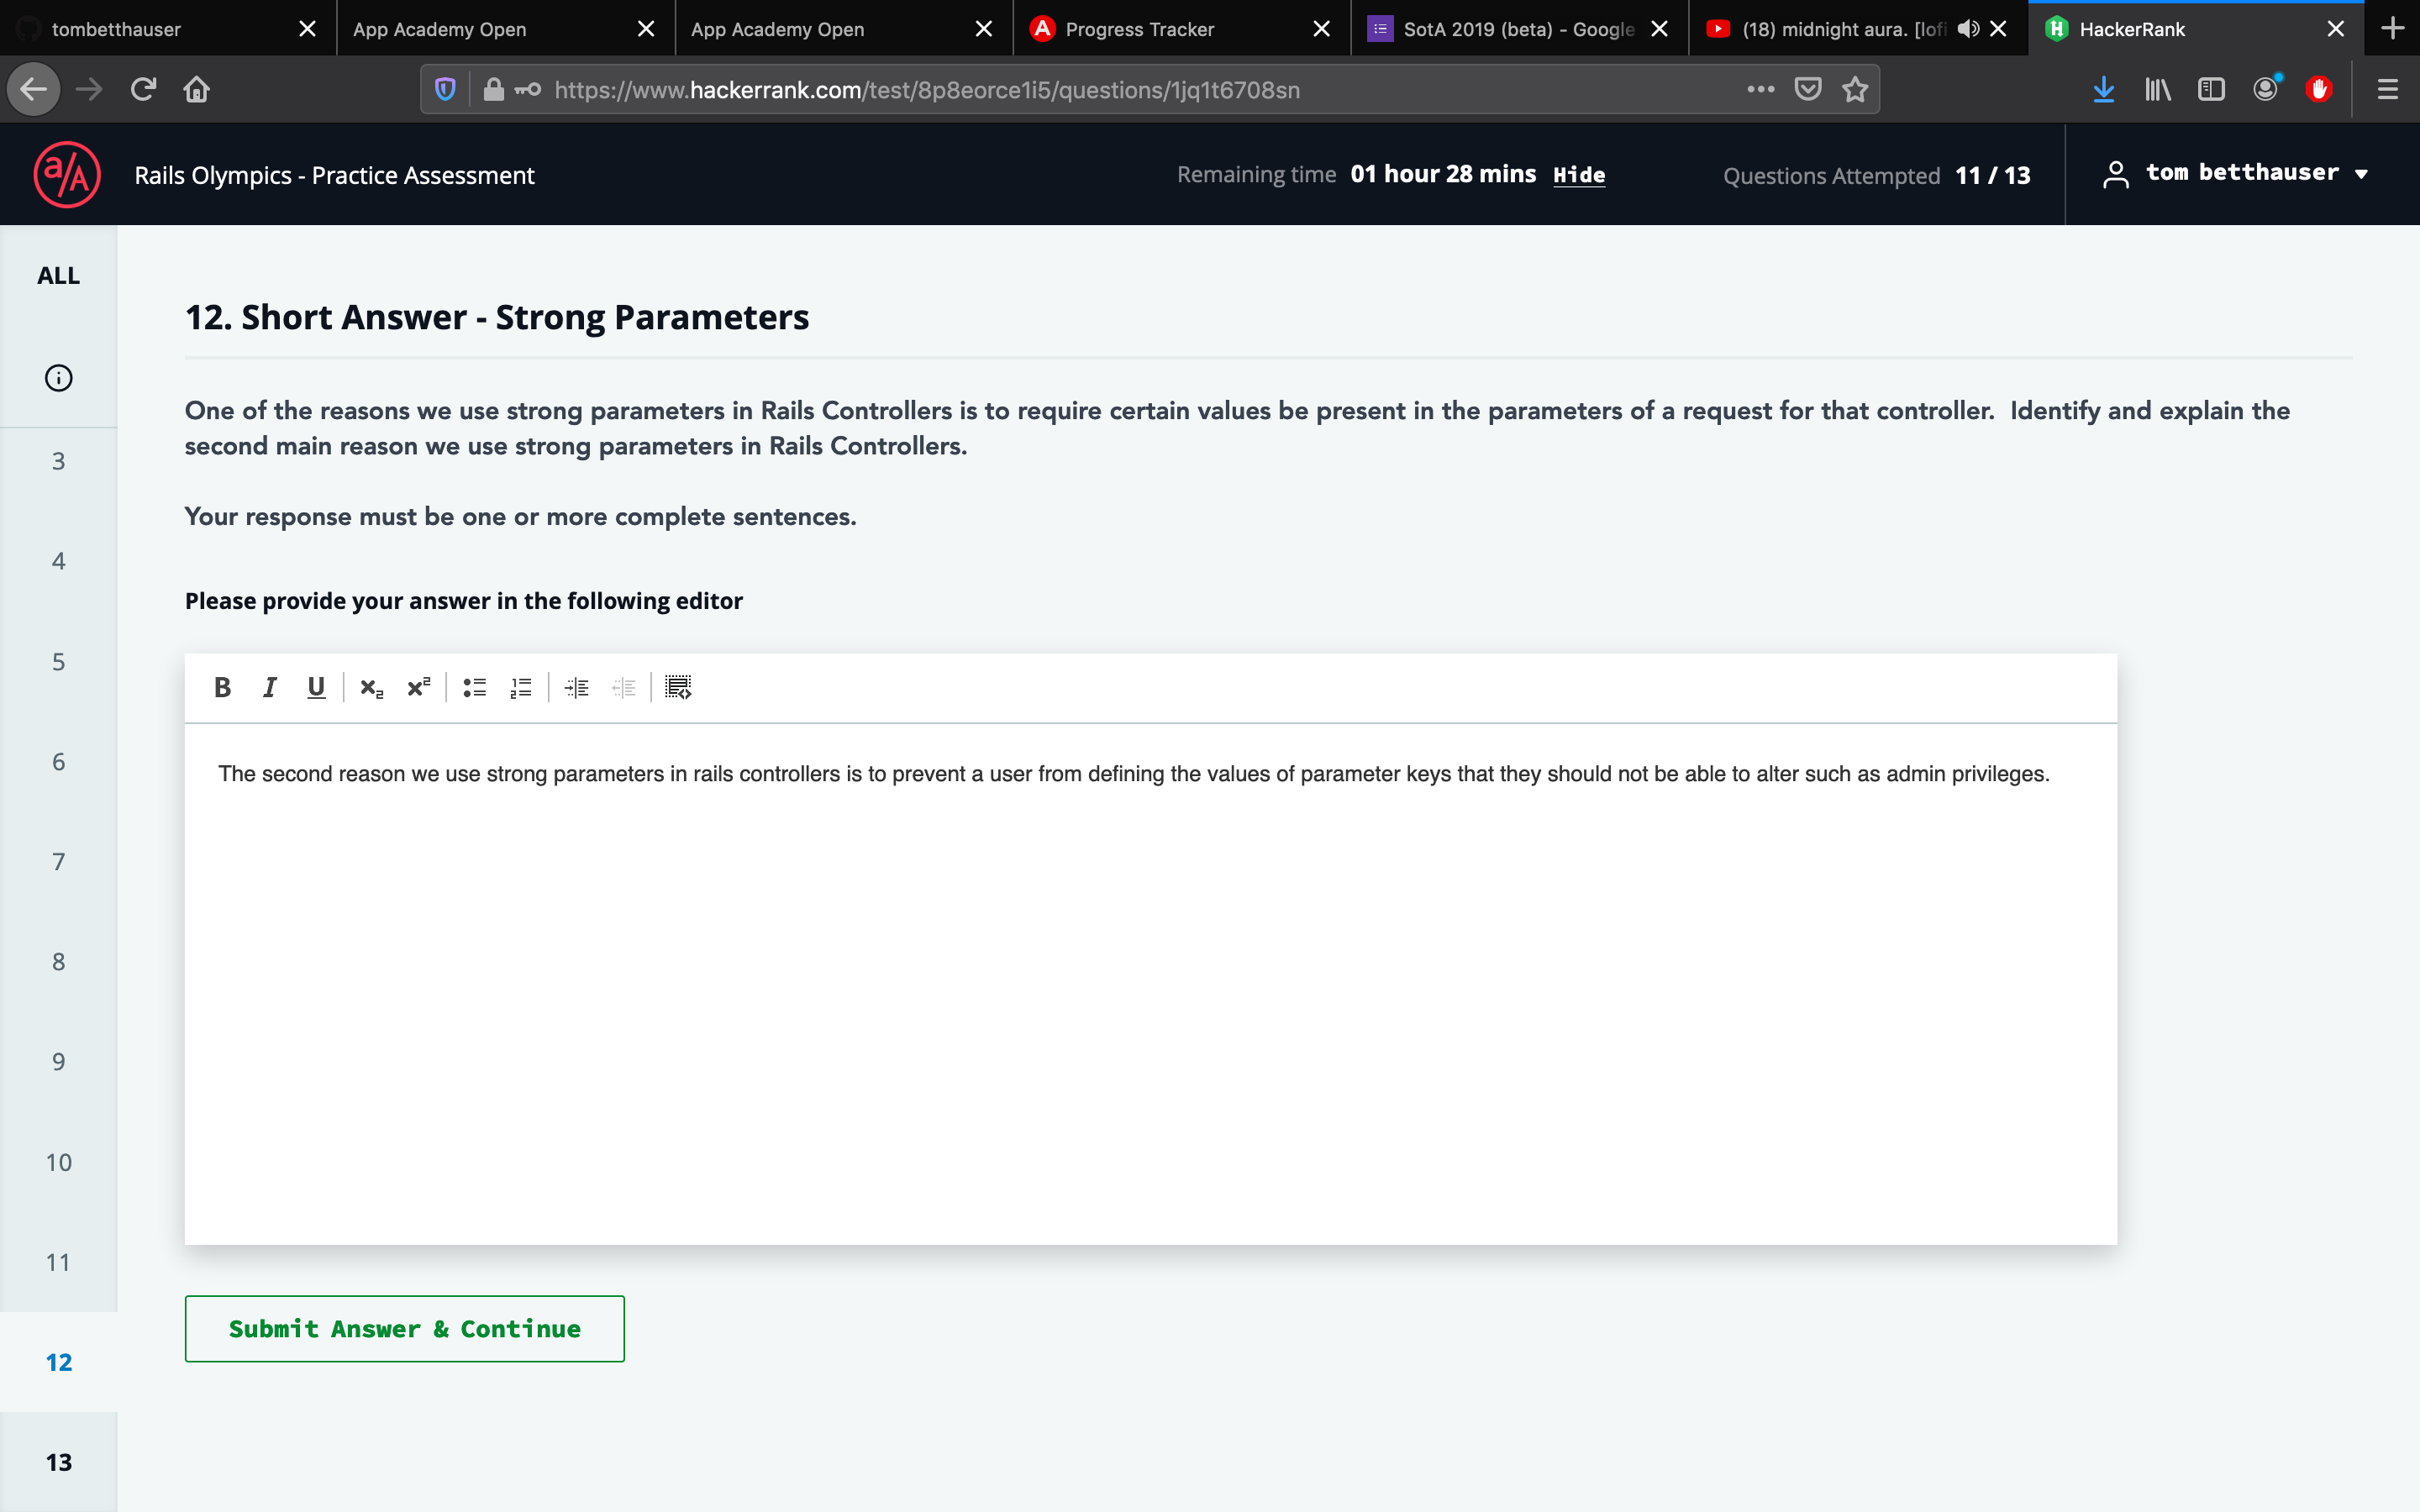 tombetthauser
App Academy Open
App Academy Open
A Progress Tracker
SotA 2019 (beta) - Google
(18) midnight aura. [lofi
HackerRank
https://www.hackerrank.com/test/8p8eorce1i5/questions/1jq1t6708sn
a/A
Rails Olympics - Practice Assessment
Remaining time 01 hour 28 mins Hide
Questions Attempted 11 / 13
tom betthauser
ALL
3
4
5
6
7
8
9
10
11
12
13
12. Short Answer - Strong Parameters
One of the reasons we use strong parameters in Rails Controllers is to require certain values be present in the parameters of a request for that controller. Identify and explain the
second main reason we use strong parameters in Rails Controllers.
Your response must be one or more complete sentences.
Please provide your answer in the following editor
B I U x₂ x²
The second reason we use strong parameters in rails controllers is to prevent a user from defining the values of parameter keys that they should not be able to alter such as admin privileges.
Submit Answer & Continue